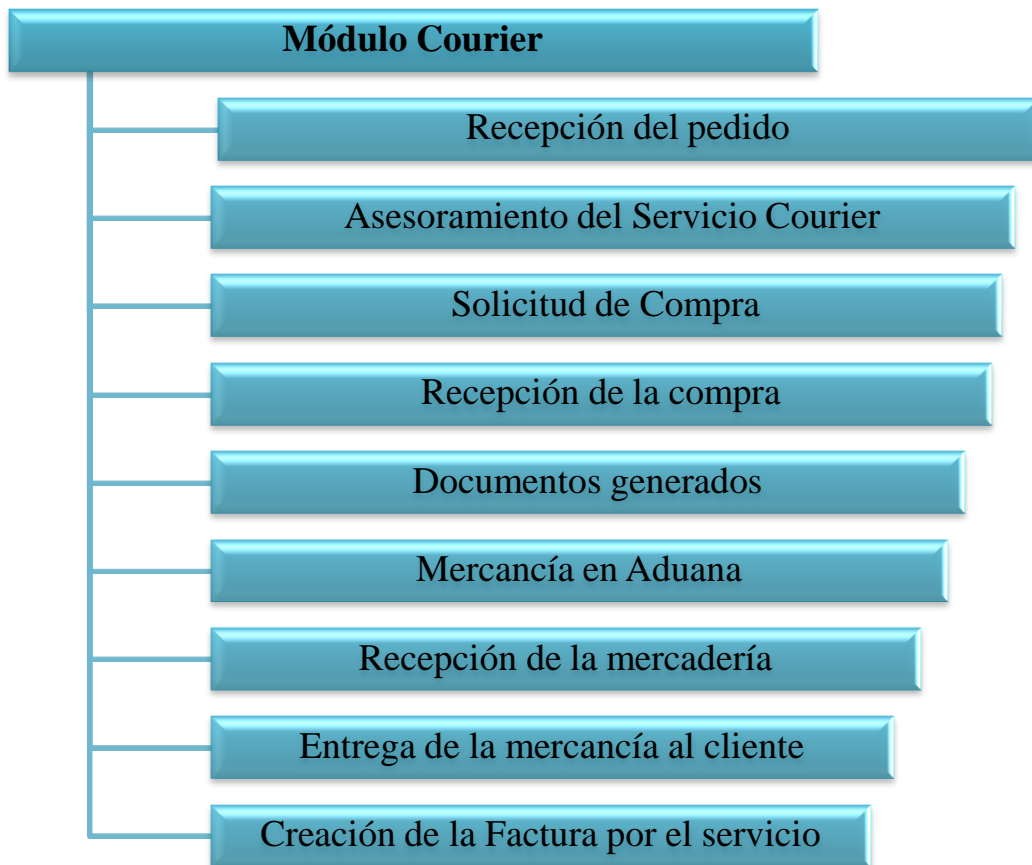 Módulo Courier
Recepción del pedido
Asesoramiento del Servicio Courier
Solicitud de Compra
Recepción de la compra
Documentos generados
Mercancía en Aduana
Recepción de la mercadería
Entrega de la mercancía al cliente
Creación de la Factura por el servicio